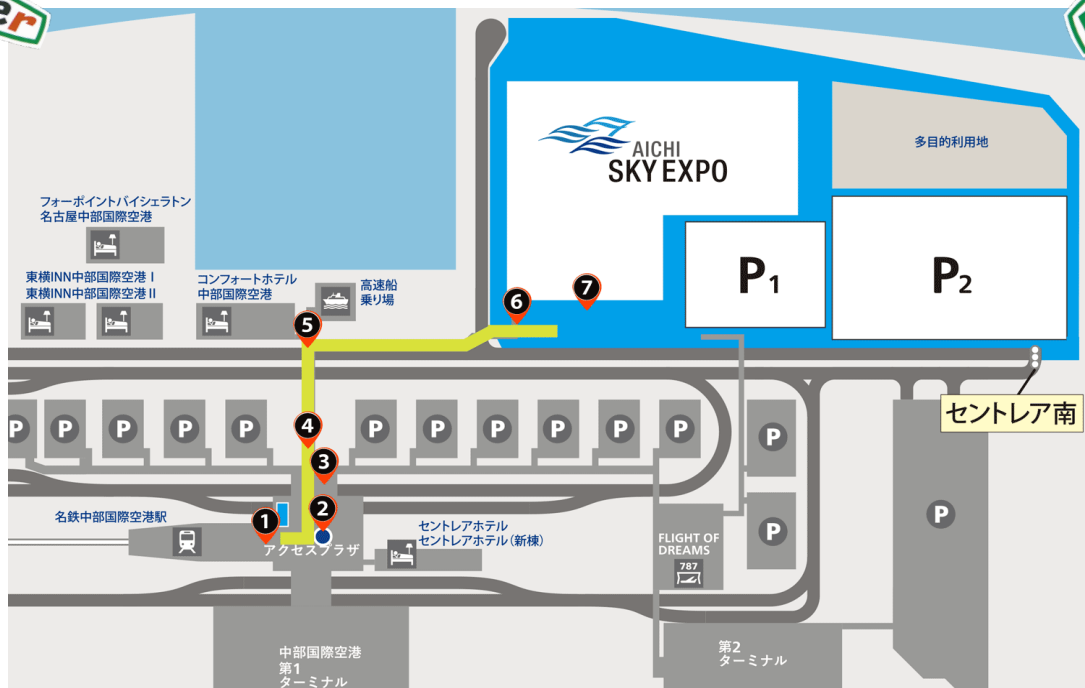 er
AICHI
SKY EXPO
多目的利用地
フォーポイントバイシェラトン
名古屋中部国際空港
東横INN中部国際空港Ⅰ
東横INN中部国際空港Ⅱ
コンフォートホテル
中部国際空港
高速船
乗り場
7
6
5
P1
P2
セントレア南
P
P
P
P
P
4
P
P
P
P
P
P
P
3
2
1
名鉄中部国際空港駅
アクセスプラザ
セントレアホテル
セントレアホテル(新棟)
FLIGHT OF
DREAMS
787
P
P
中部国際空港
第1
ターミナル
第2
ターミナル